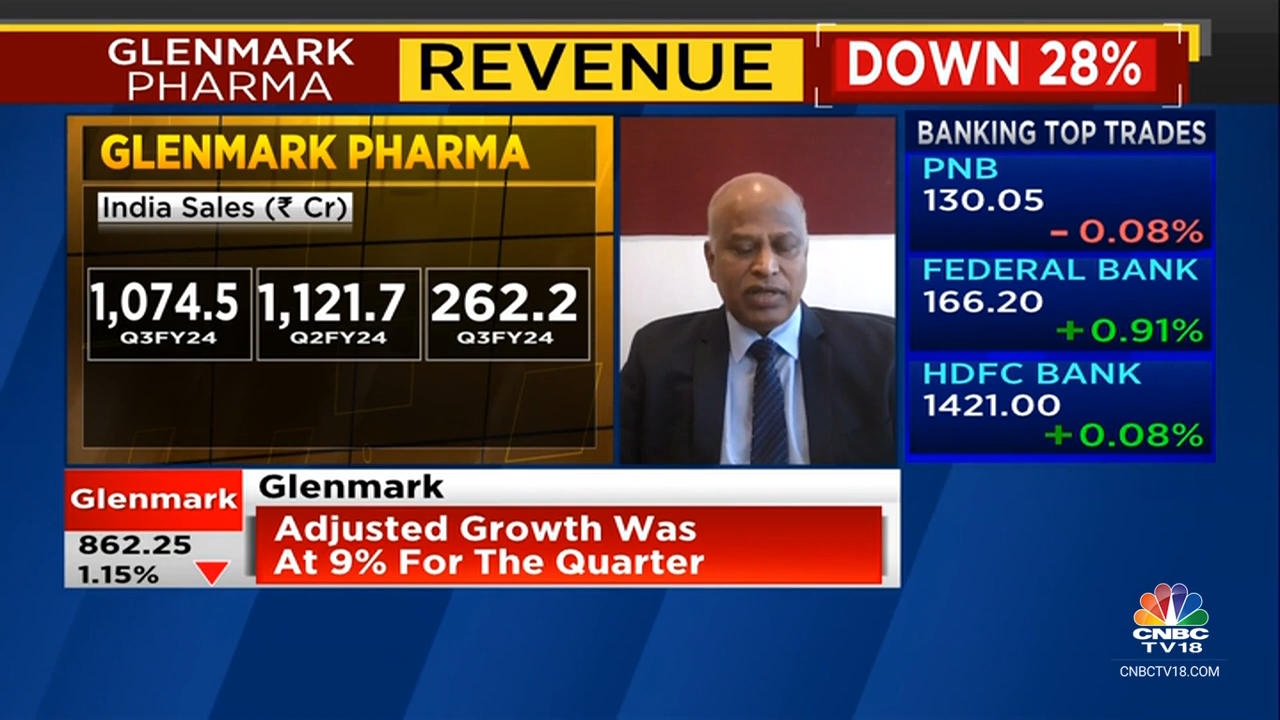 GLENMARK
PHARMA
REVENUE
DOWN 28%
GLENMARK PHARMA
India Sales (₹ Cr)
1,074.5
Q3FY24
1,121.7
Q2FY24
262.2
Q3FY24
BANKING TOP TRADES
PNB
130.05
- 0.08%
FEDERAL BANK
166.20
+ 0.91%
HDFC BANK
1421.00
+ 0.08%
Glenmark
862.25
1.15%
Glenmark
Adjusted Growth Was
At 9% For The Quarter
CNBC
TV18
CNBCTV18.COM